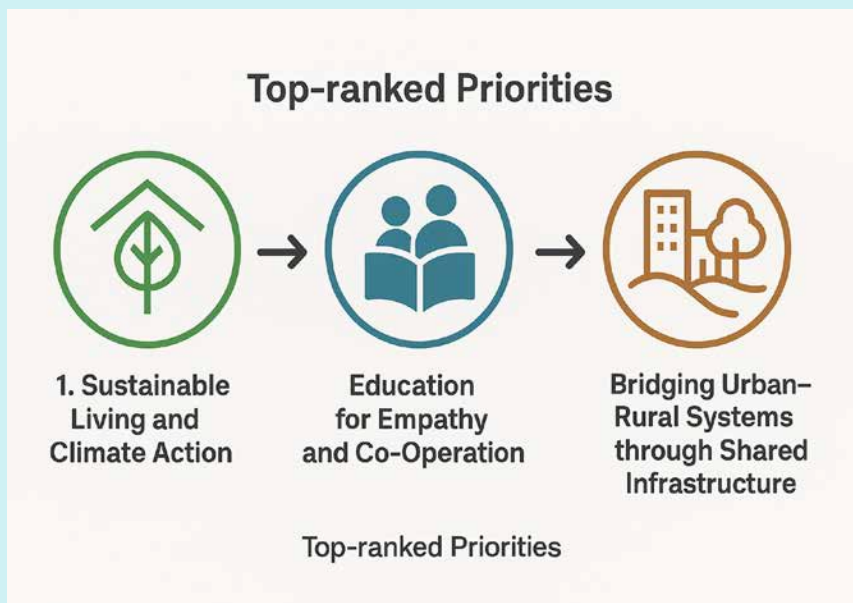 Top-ranked Priorities
1. Sustainable
Living and
Climate Action
Education
for Empathy
and Co-Operation
Bridging Urban–
Rural Systems
through Shared
Infrastructure
Top-ranked Priorities